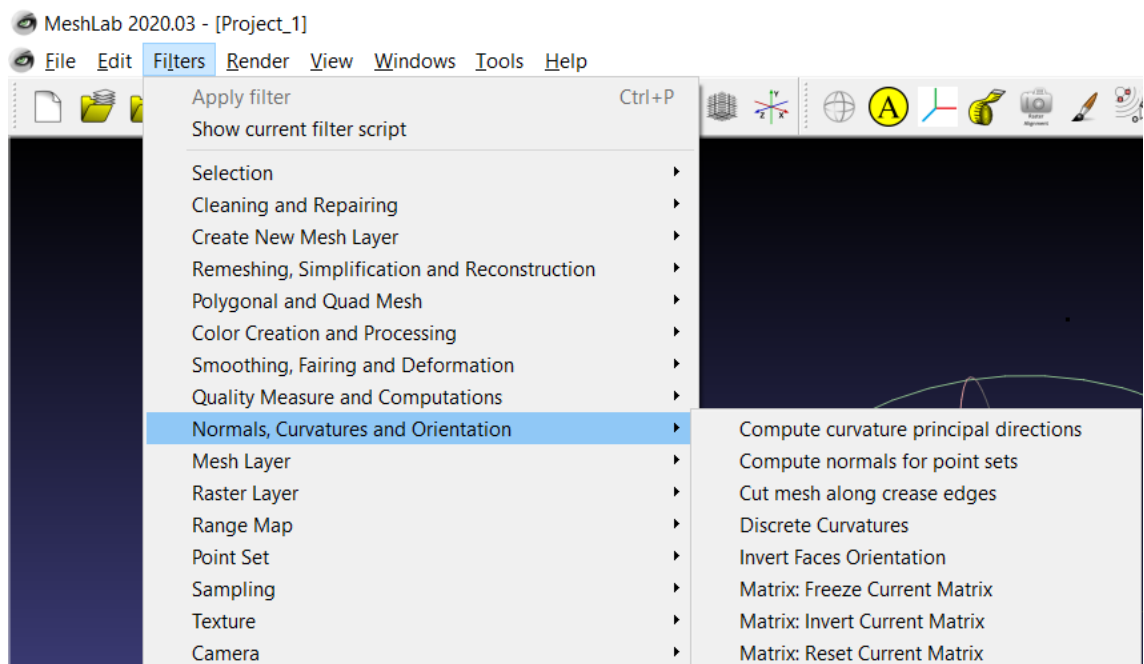 MeshLab 2020.03 - [Project_1]
File Edit Filters Render View Windows Tools Help
Apply filter Ctrl+P
Show current filter script
Selection
Cleaning and Repairing
Create New Mesh Layer
Remeshing, Simplification and Reconstruction
Polygonal and Quad Mesh
Color Creation and Processing
Smoothing, Fairing and Deformation
Quality Measure and Computations
Normals, Curvatures and Orientation
Mesh Layer
Raster Layer
Range Map
Point Set
Sampling
Texture
Camera
Compute curvature principal directions
Compute normals for point sets
Cut mesh along crease edges
Discrete Curvatures
Invert Faces Orientation
Matrix: Freeze Current Matrix
Matrix: Invert Current Matrix
Matrix: Reset Current Matrix
Y
Z X
A